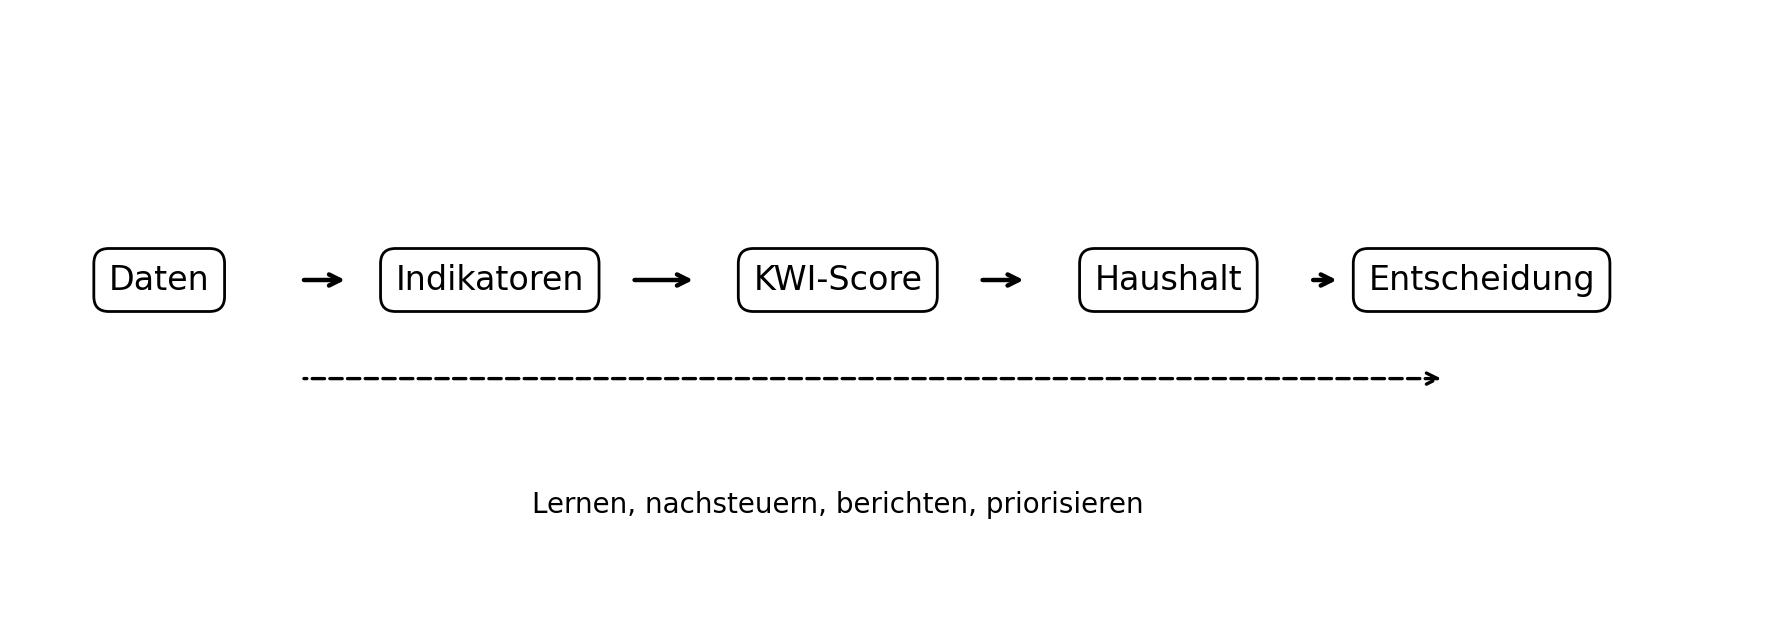 Daten
Indikatoren
KWI-Score
Haushalt
Entscheidung
Lernen, nachsteuern, berichten, priorisieren